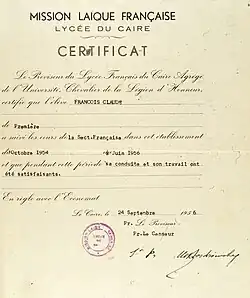 MISSION LAIQUE FRANÇAISE
LYCÉE DU CAIRE
CERTIFICAT
Le Proviseur du Lycée Français du Caire Agrégé
de l'Université, Chevalier de la Légion d'Honneur,
certifie que l'élève FRANCOIS CLAUDE
de Première
a suivi les cours de la Sect.Française dans cet établissement
du Octobre 1954 Juin 1956
et que pendant cette période sa conduite et son travail ont
été satisfaisants.
En règle avec l'Économat
Le Caire, le 24 Septembre 1956
Pr. Le Proviseur
Pr.Le Censeur